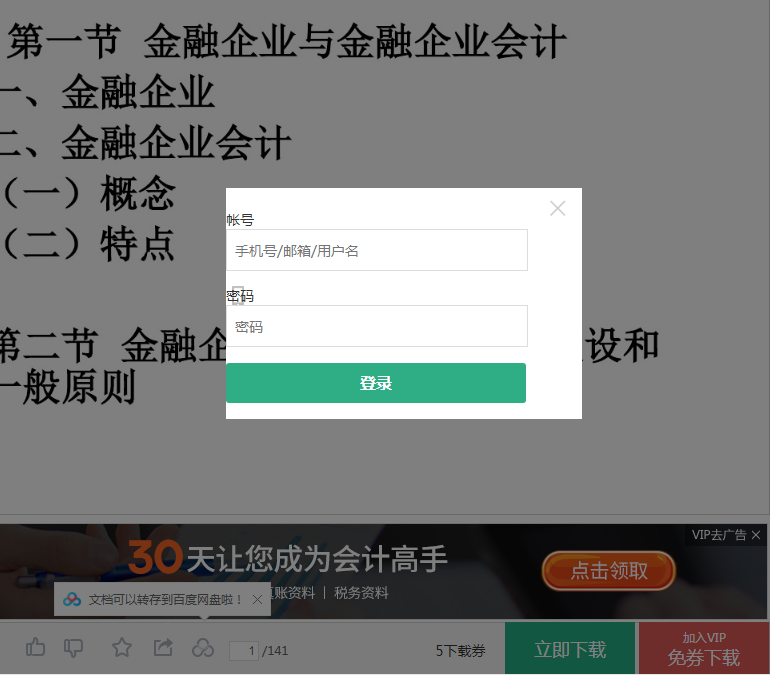 第一节 金融企业与金融企业会计
一、金融企业
二、金融企业会计
（一）概念
（二）特点
帐号
手机号/邮箱/用户名
密码
密码
登录
第二节 金融企
设和
一般原则
VIP去广告
30天让您成为会计高手
账资料 | 税务资料
点击领取
文档可以转存到百度网盘啦！
1 /141
5下载券
立即下载
加入VIP
免券下载